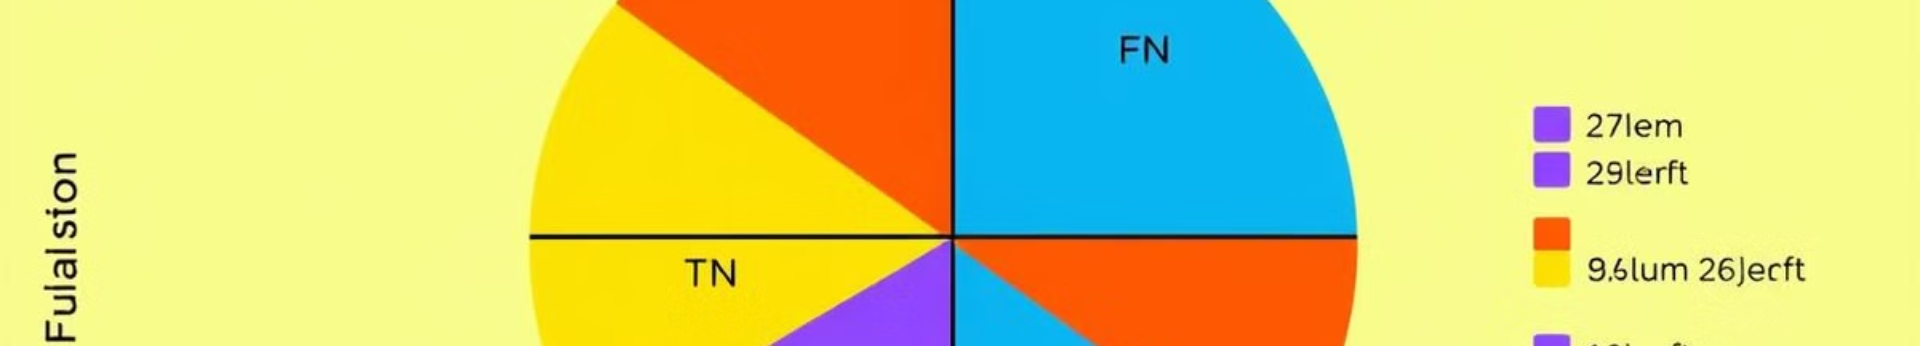 Fulalsion
FN
TN
27lem
29lerft
9,6lum 26Jecft